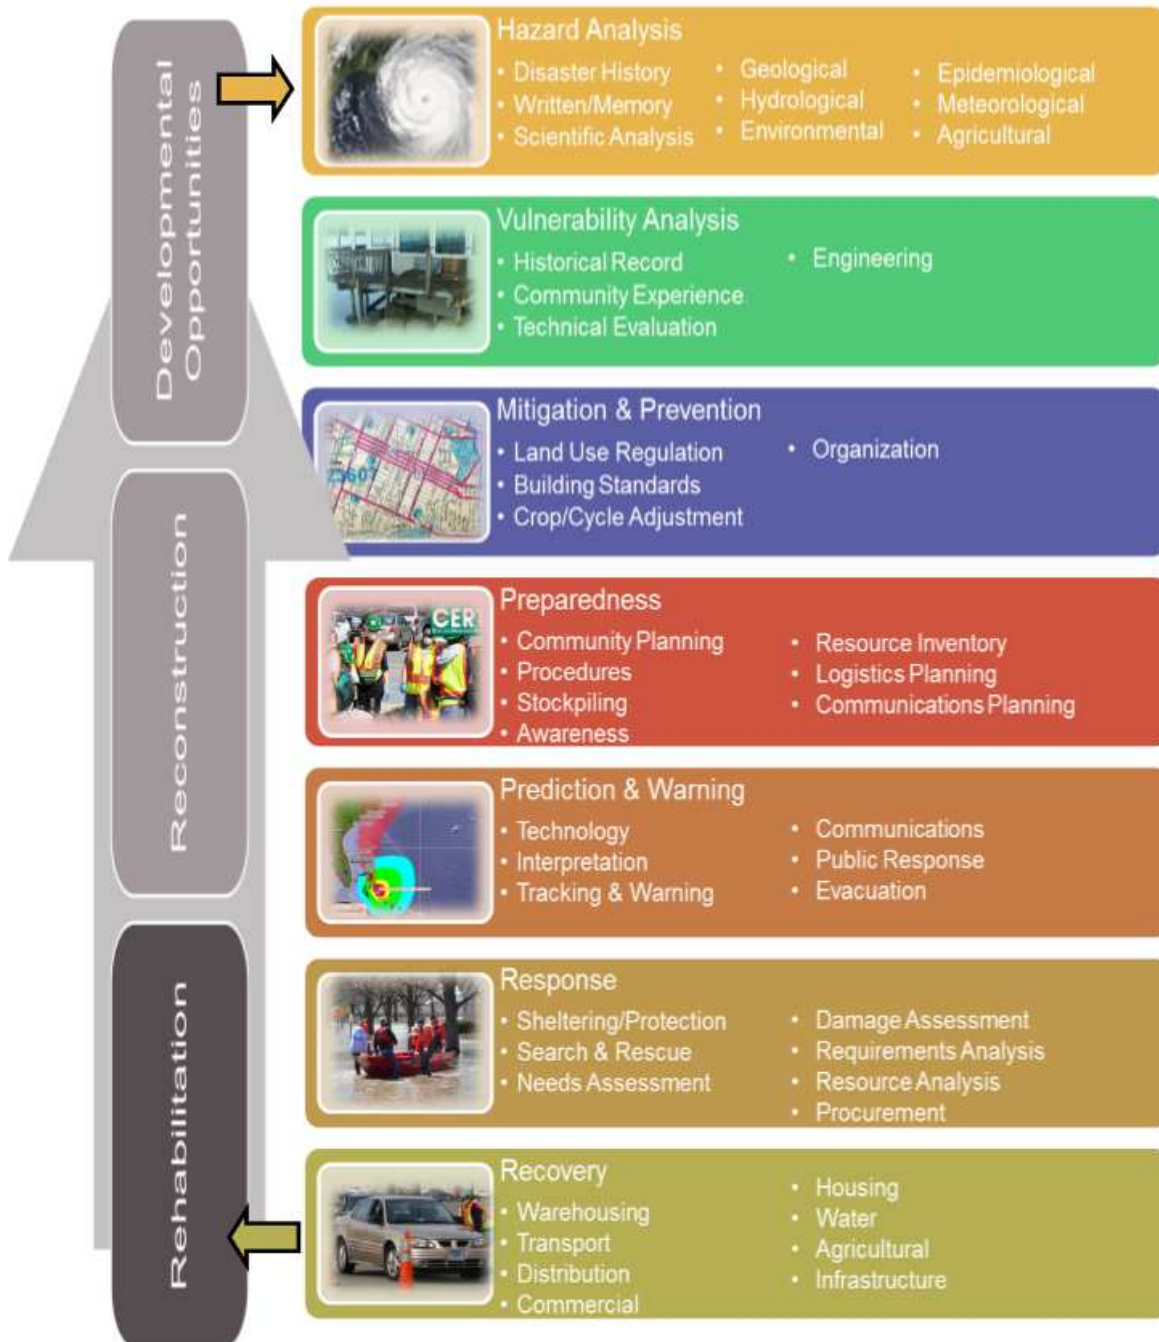 Developmental
Opportunities
Reconstruction
Rehabilitation
Hazard Analysis
• Disaster History
• Written/Memory
• Scientific Analysis
• Geological
• Hydrological
• Environmental
• Epidemiological
• Meteorological
• Agricultural
Vulnerability Analysis
• Historical Record
• Community Experience
• Technical Evaluation
• Engineering
Mitigation & Prevention
• Land Use Regulation
• Building Standards
• Crop/Cycle Adjustment
• Organization
Preparedness
• Community Planning
• Procedures
• Stockpiling
• Awareness
• Resource Inventory
• Logistics Planning
• Communications Planning
CER
Prediction & Warning
• Technology
• Interpretation
• Tracking & Warning
• Communications
• Public Response
• Evacuation
Response
• Sheltering/Protection
• Search & Rescue
• Needs Assessment
• Damage Assessment
• Requirements Analysis
• Resource Analysis
• Procurement
Recovery
• Warehousing
• Transport
• Distribution
• Commercial
• Housing
• Water
• Agricultural
• Infrastructure